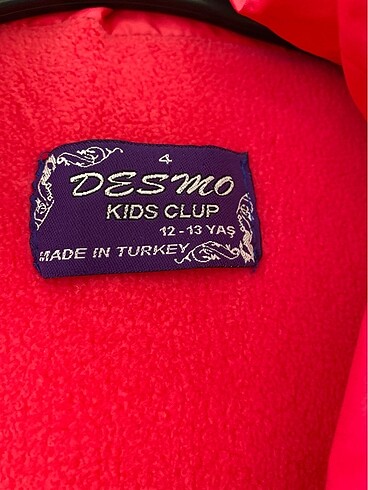 4
DESMO
KIDS CLUP
12-13 YAŞ
MADE IN TURKEY